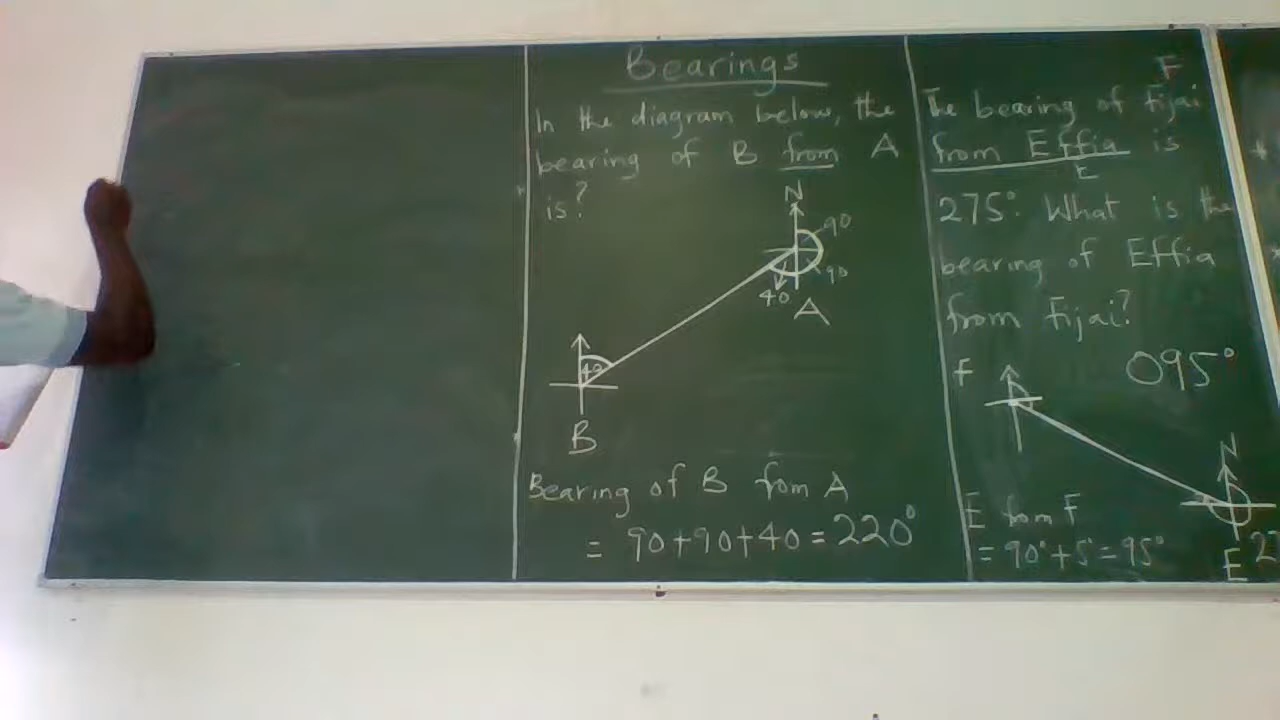 Bearings
In the diagram below, the
bearing of B from A
is?
N
90
90
40
A
40
B
Bearing of B from A
= 90+90+40=220°
F
The bearing of Fijai
from Effia is
E
275°. What is the
bearing of Effia
from Fijai?
095°
f
N
E from F
= 90°+5°=95°
E